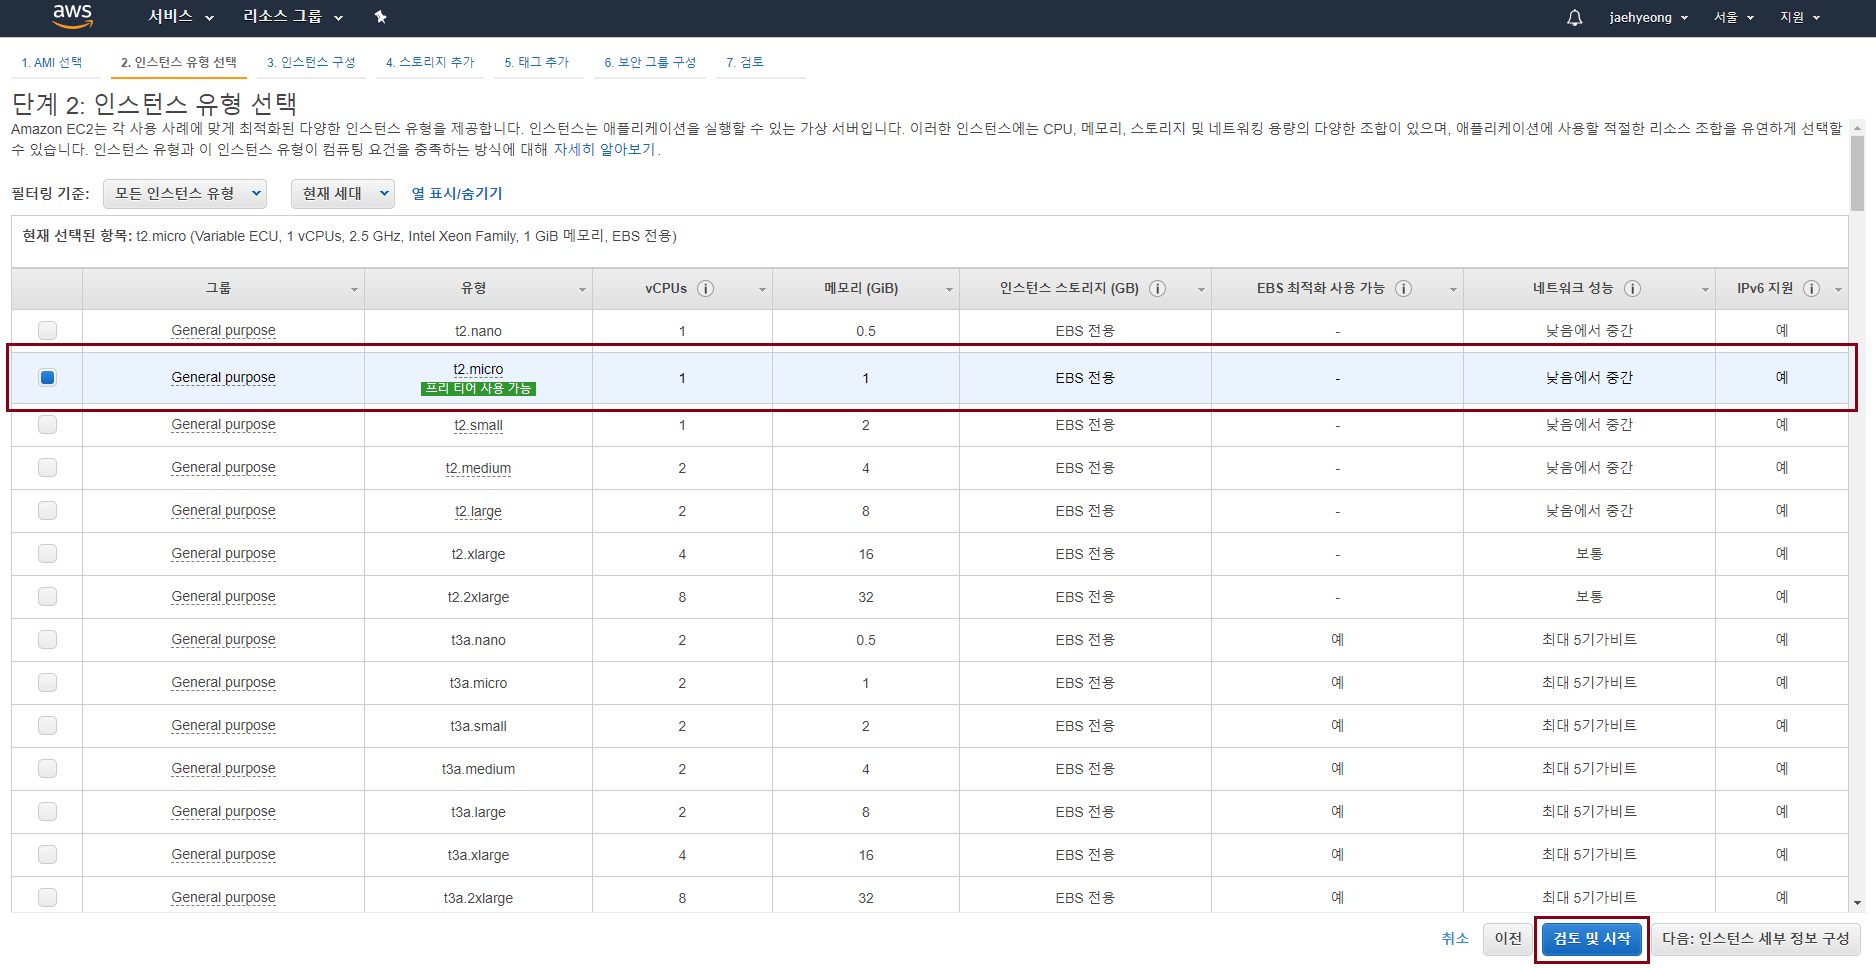 aws 서비스 리소스 그룹 jaehyeong 서울 지원
1. AMI 선택 2. 인스턴스 유형 선택 3. 인스턴스 구성 4. 스토리지 추가 5. 태그 추가 6. 보안 그룹 구성 7. 검토
단계 2: 인스턴스 유형 선택
Amazon EC2는 각 사용 사례에 맞게 최적화된 다양한 인스턴스 유형을 제공합니다. 인스턴스는 애플리케이션을 실행할 수 있는 가상 서버입니다. 이러한 인스턴스에는 CPU, 메모리, 스토리지 및 네트워킹 용량의 다양한 조합이 있으며, 애플리케이션에 사용할 적절한 리소스 조합을 유연하게 선택할
수 있습니다. 인스턴스 유형과 이 인스턴스 유형이 컴퓨팅 요건을 충족하는 방식에 대해 자세히 알아보기.
필터링 기준: 모든 인스턴스 유형 현재 세대 열 표시/숨기기
현재 선택된 항목: t2.micro (Variable ECU, 1 vCPUs, 2.5 GHz, Intel Xeon Family, 1 GiB 메모리, EBS 전용)
그룹 유형 vCPUs i 메모리 (GiB) 인스턴스 스토리지 (GB) i EBS 최적화 사용 가능 i 네트워크 성능 i IPv6 지원 i
General purpose t2.nano 1 0.5 EBS 전용 - 낮음에서 중간 예
General purpose t2.micro 1 1 EBS 전용 - 낮음에서 중간 예
프리 티어 사용 가능
General purpose t2.small 1 2 EBS 전용 - 낮음에서 중간 예
General purpose t2.medium 2 4 EBS 전용 - 낮음에서 중간 예
General purpose t2.large 2 8 EBS 전용 - 낮음에서 중간 예
General purpose t2.xlarge 4 16 EBS 전용 - 보통 예
General purpose t2.2xlarge 8 32 EBS 전용 - 보통 예
General purpose t3a.nano 2 0.5 EBS 전용 예 최대 5기가비트 예
General purpose t3a.micro 2 1 EBS 전용 예 최대 5기가비트 예
General purpose t3a.small 2 2 EBS 전용 예 최대 5기가비트 예
General purpose t3a.medium 2 4 EBS 전용 예 최대 5기가비트 예
General purpose t3a.large 2 8 EBS 전용 예 최대 5기가비트 예
General purpose t3a.xlarge 4 16 EBS 전용 예 최대 5기가비트 예
General purpose t3a.2xlarge 8 32 EBS 전용 예 최대 5기가비트 예
취소 이전 검토 및 시작 다음: 인스턴스 세부 정보 구성